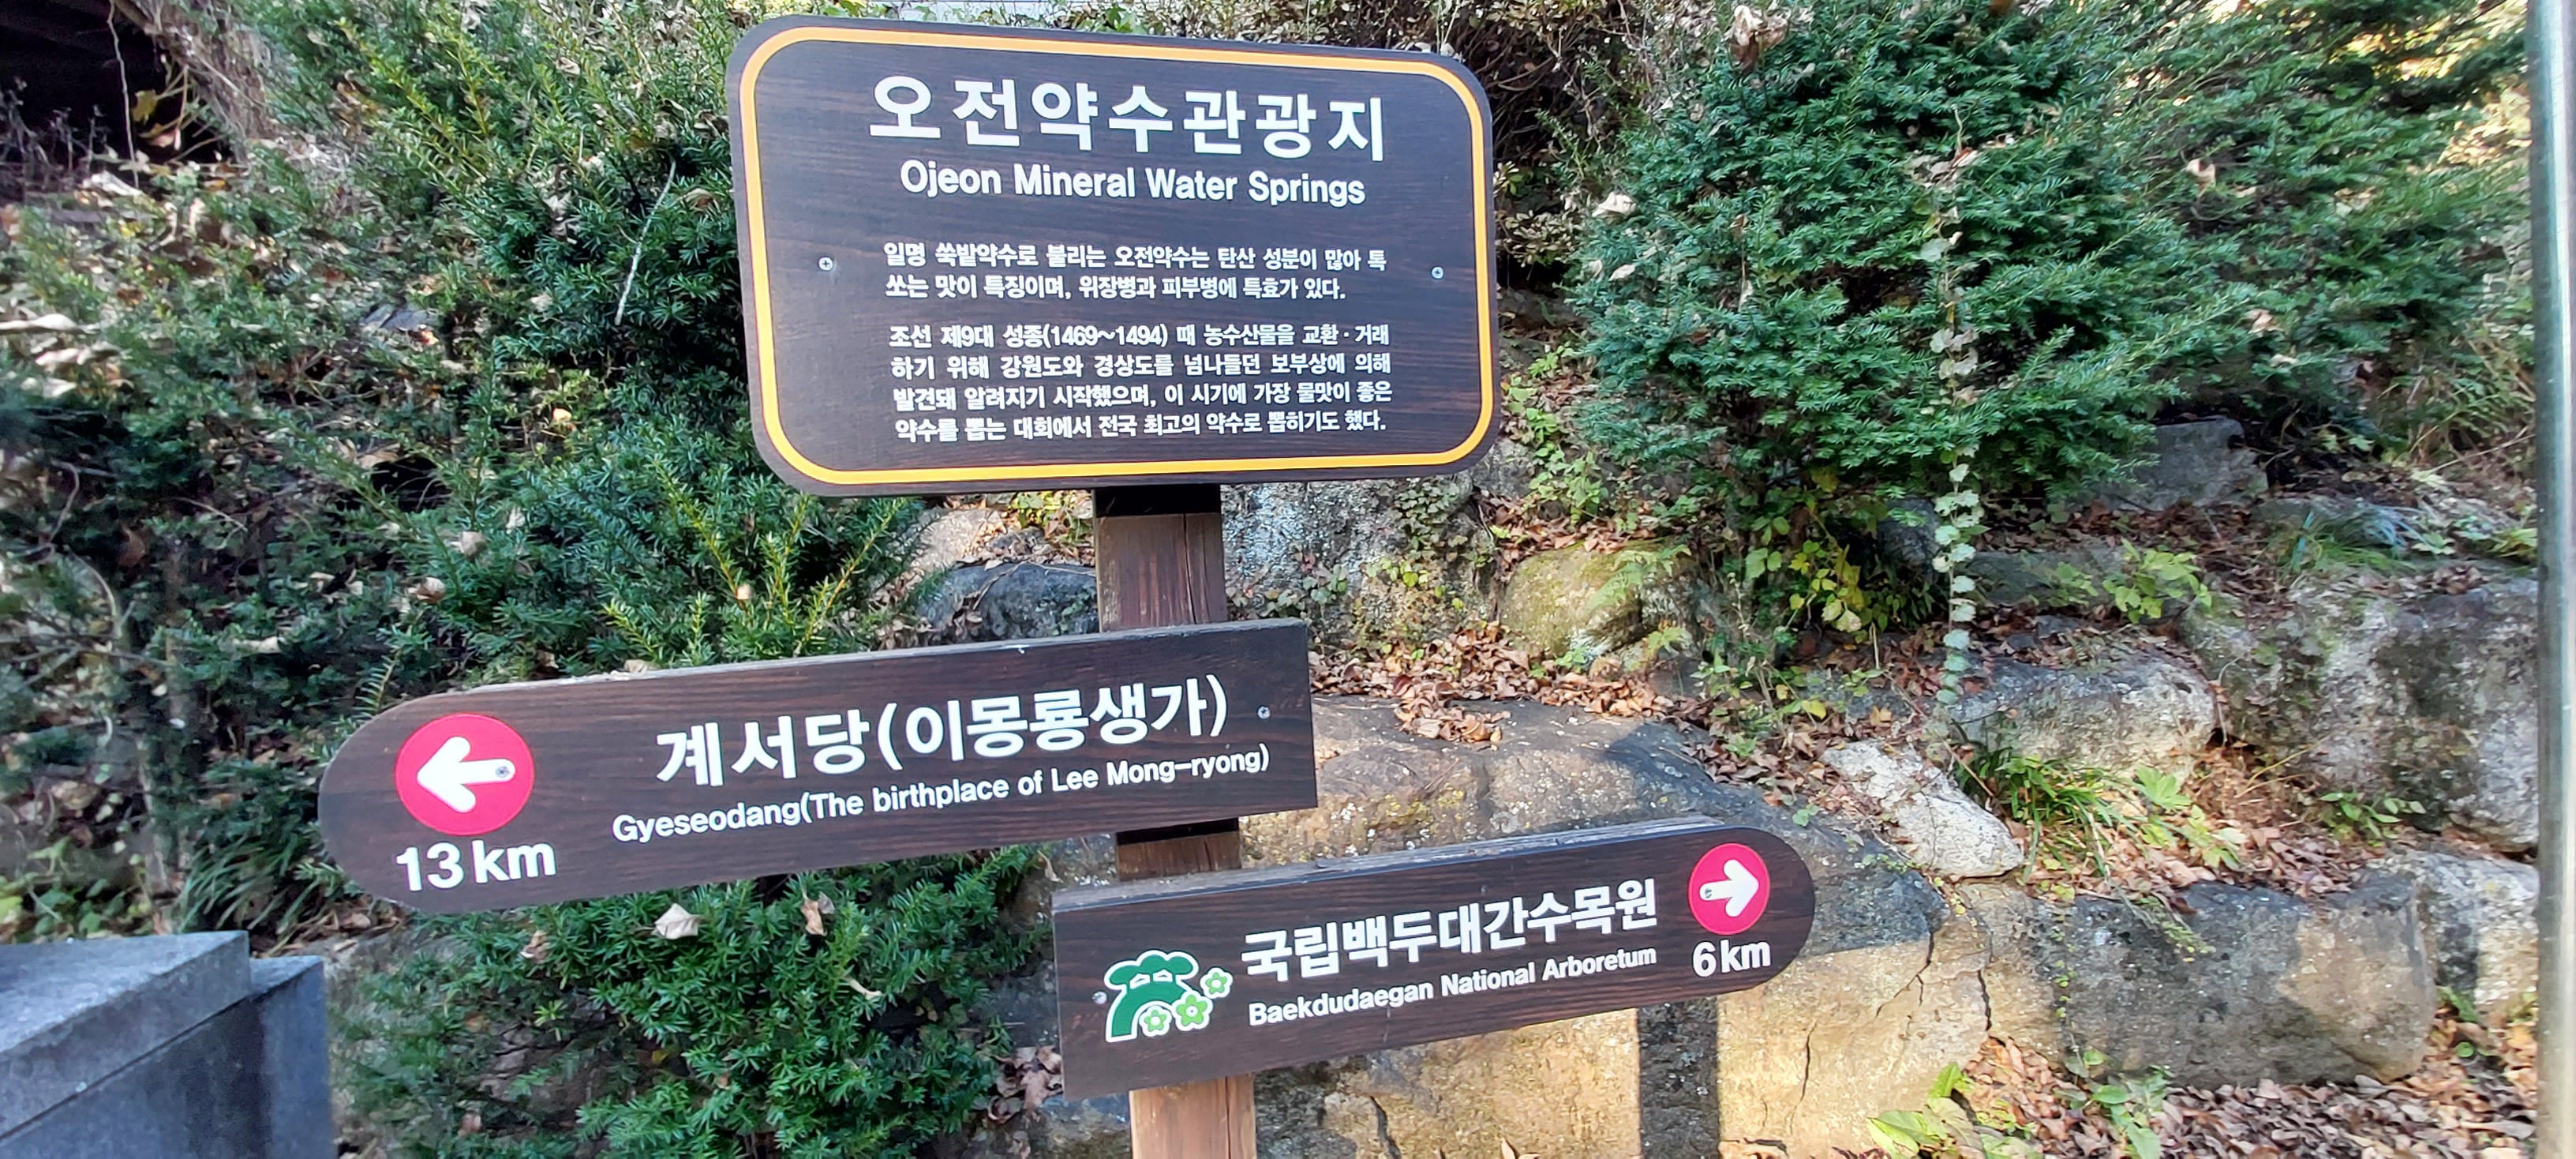 오전약수관광지
Ojeon Mineral Water Springs
일명 쑥밭약수로 불리는 오전약수는 탄산 성분이 많아 톡
쏘는 맛이 특징이며, 위장병과 피부병에 특효가 있다.
조선 제9대 성종(1469~1494) 때 농수산물을 교환·거래
하기 위해 강원도와 경상도를 넘나들던 보부상에 의해
발견돼 알려지기 시작했으며, 이 시기에 가장 물맛이 좋은
약수를 뽑는 대회에서 전국 최고의 약수로 뽑히기도 했다.
계서당(이몽룡생가)
Gyeseodang(The birthplace of Lee Mong-ryong)
13 km
국립백두대간수목원
Baekdudaegan National Arboretum
6 km